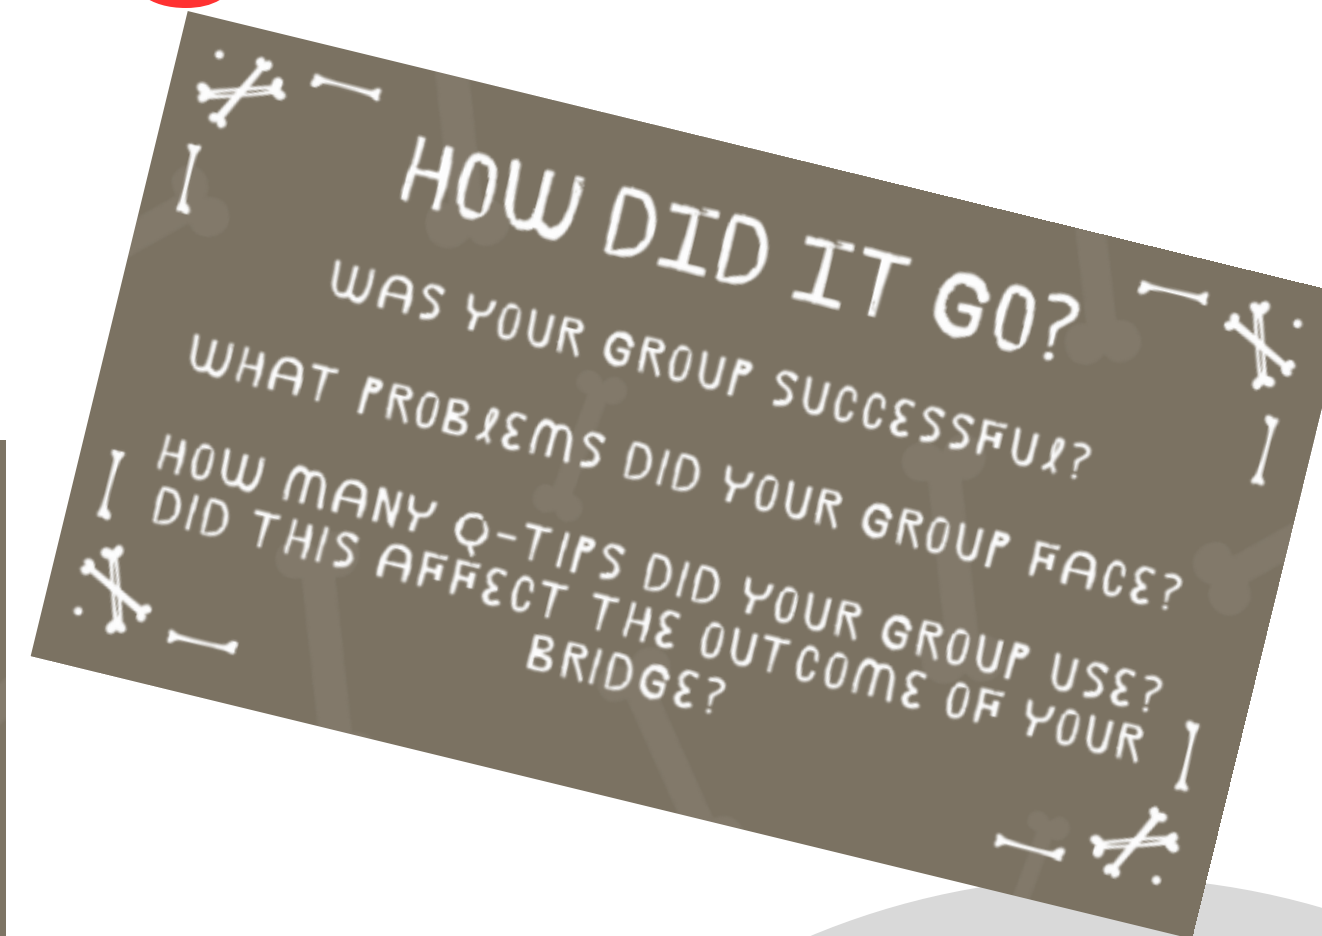 HOW DID IT GO?
WAS YOUR GROUP SUCCESSFUL?
WHAT PROBLEMS DID YOUR GROUP FACE?
HOW MANY Q-TIPS DID YOUR GROUP USE?
DID THIS AFFECT THE OUTCOME OF YOUR
BRIDGE?